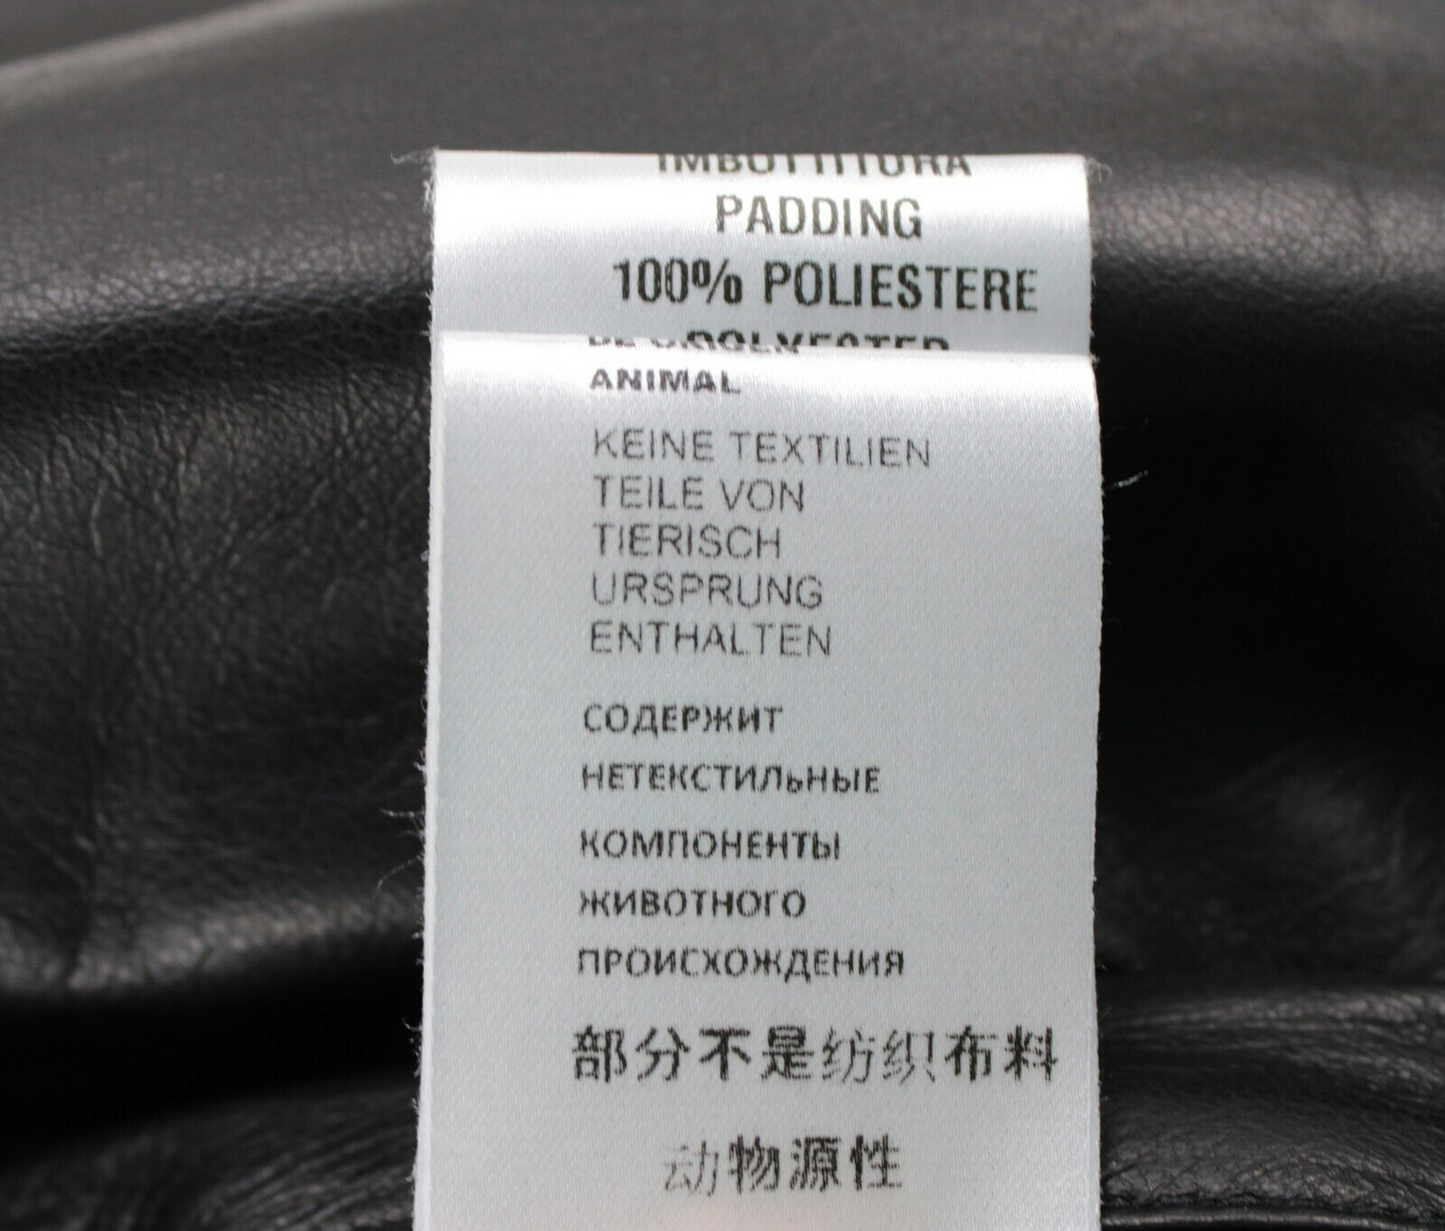 IMBOTTITURA
PADDING
100% POLIESTERE
ANIMAL
KEINE TEXTILIEN
TEILE VON
TIERISCH
URSPRUNG
ENTHALTEN
СОДЕРЖИТ
НЕТЕКСТИЛЬНЫЕ
КОМПОНЕНТЫ
ЖИВОТНОГО
ПРОИСХОЖДЕНИЯ
部分不是纺织布料
动物源性